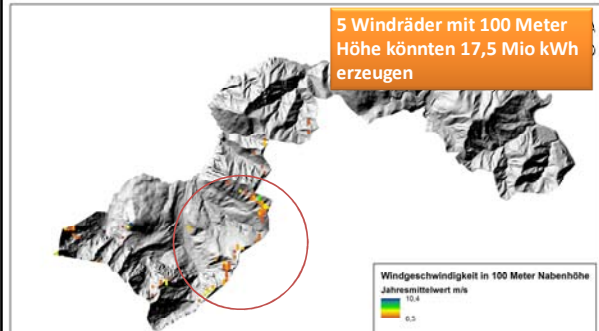 5 Windräder mit 100 Meter
Höhe könnten 17,5 Mio kWh
erzeugen
Windgeschwindigkeit in 100 Meter Nabenhöhe
Jahresmittelwert m/s
10,4
6,5